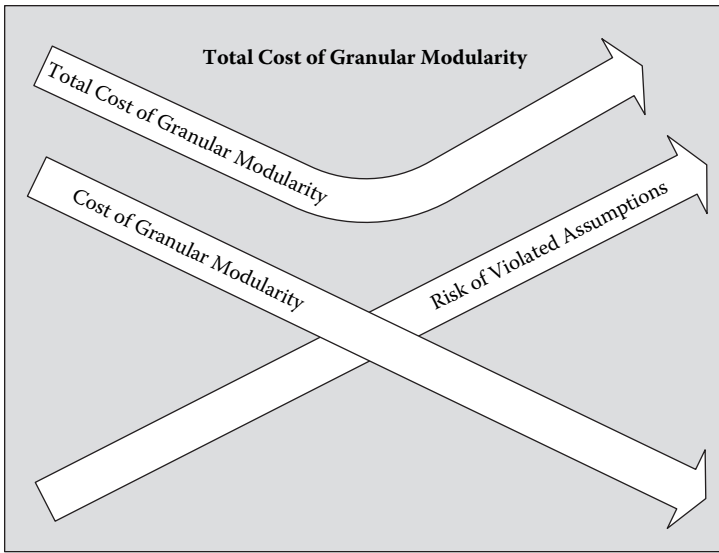 Total Cost of Granular Modularity
Total Cost of Granular Modularity
Cost of Granular Modularity
Risk of Violated Assumptions